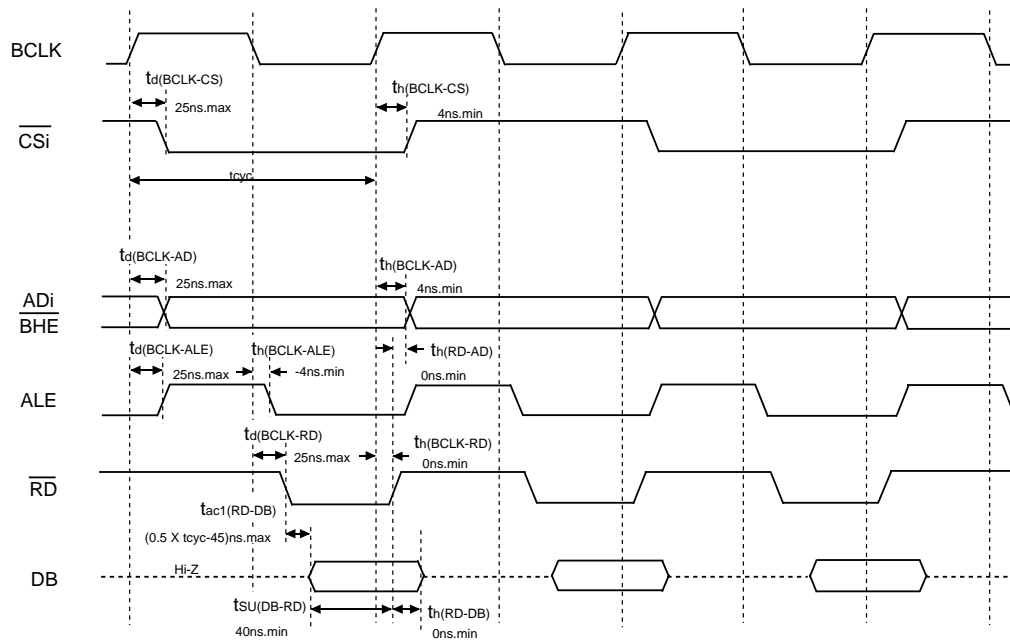 BCLK
td(BCLK-CS)
25ns.max
th(BCLK-CS)
4ns.min
CSi
tcyc
td(BCLK-AD)
25ns.max
th(BCLK-AD)
4ns.min
ADi
BHE
td(BCLK-ALE)
25ns.max
th(BCLK-ALE)
-4ns.min
th(RD-AD)
0ns.min
ALE
td(BCLK-RD)
25ns.max
th(BCLK-RD)
0ns.min
RD
tac1(RD-DB)
(0.5 X tcyc-45)ns.max
Hi-Z
DB
tSU(DB-RD)
40ns.min
th(RD-DB)
0ns.min